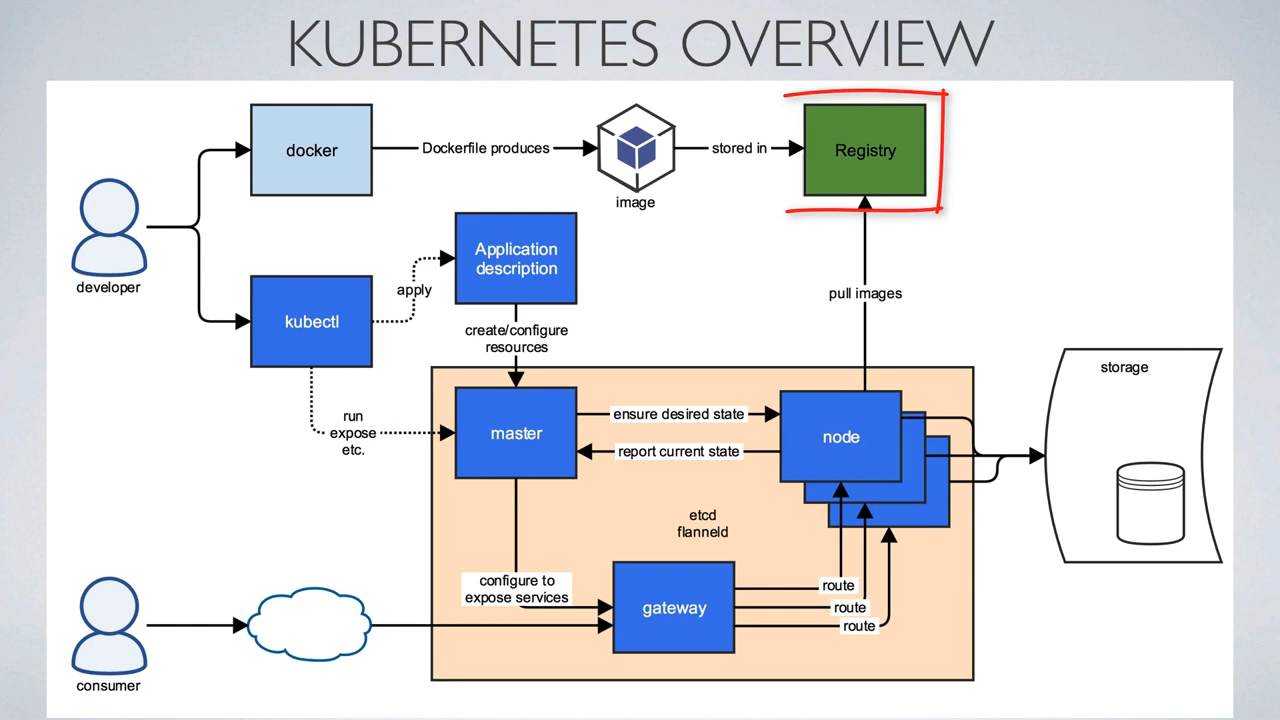 KUBERNETES OVERVIEW
docker
Dockerfile produces
image
stored in
Registry
developer
kubectl
apply
Application
description
create/configure
resources
pull images
run
expose
etc.
master
ensure desired state
report current state
node
storage
etcd
flanneld
configure to
expose services
gateway
route
route
route
consumer